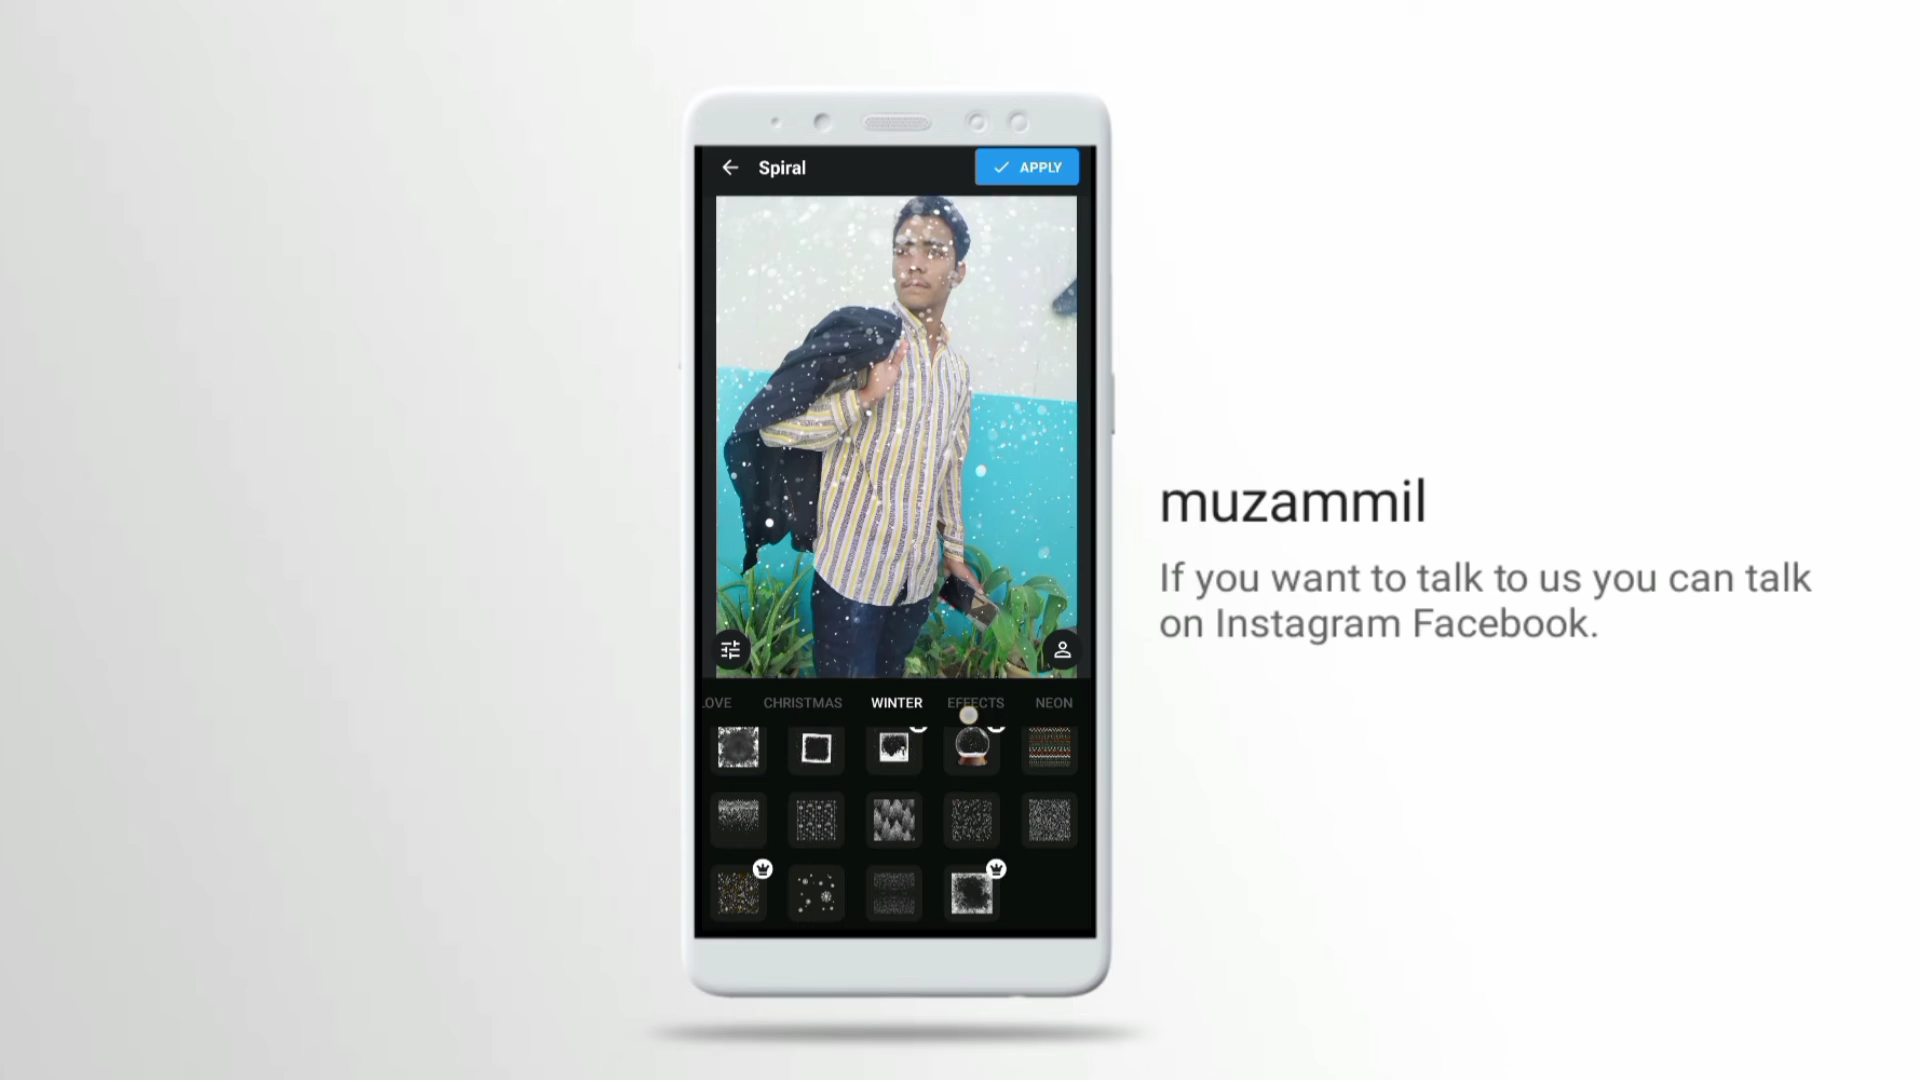 Spiral
APPLY
LOVE CHRISTMAS WINTER EFFECTS NEON
muzammil
If you want to talk to us you can talk
on Instagram Facebook.